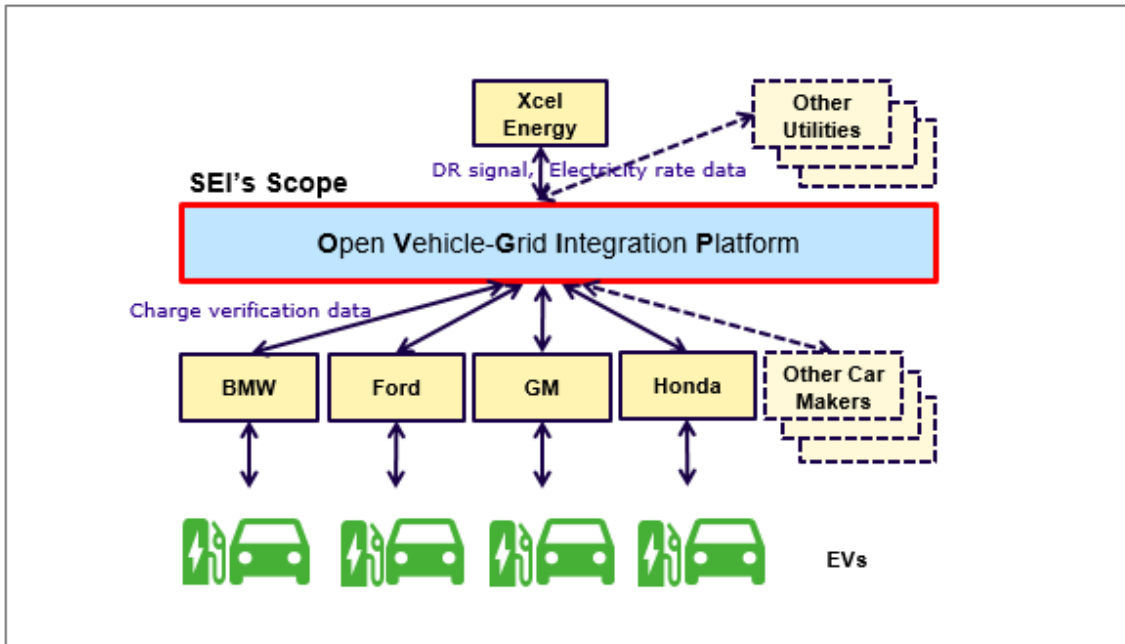 Xcel
Energy
Other
Utilities
DR signal, Electricity rate data
SEI's Scope
Open Vehicle-Grid Integration Platform
Charge verification data
BMW
Ford
GM
Honda
Other Car
Makers
EVs